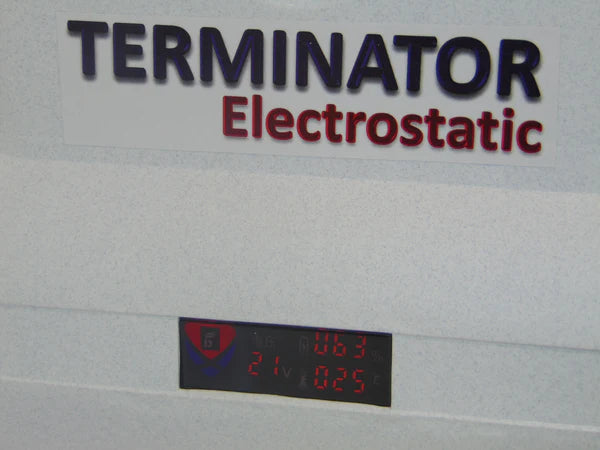 TERMINATOR
Electrostatic
063 %
21 V 025 c